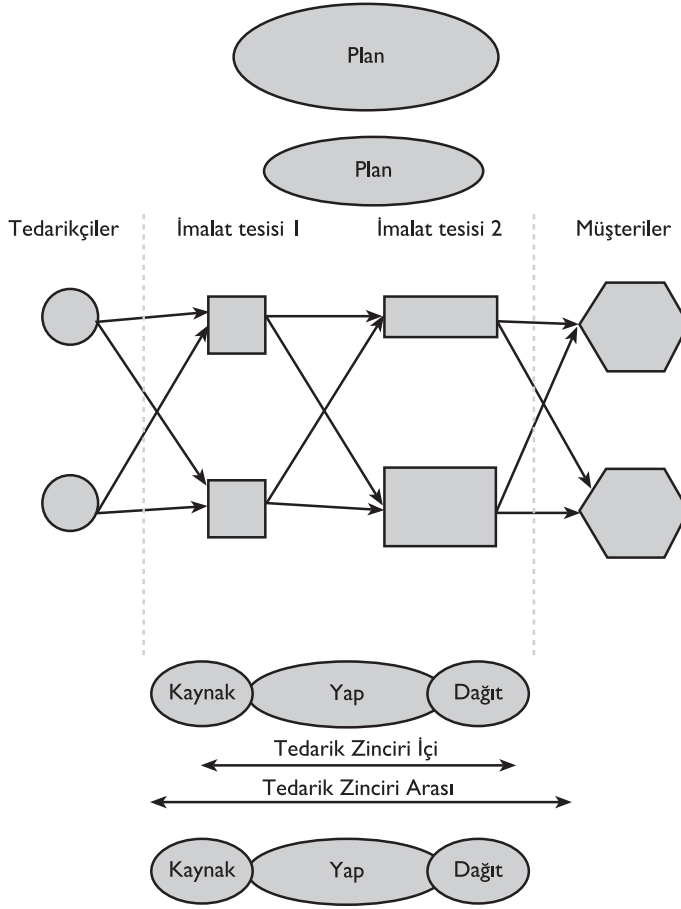 Plan
Plan
Tedarikçiler
İmalat tesisi 1
İmalat tesisi 2
Müşteriler
Kaynak
Yap
Dağıt
Tedarik Zinciri İçi
Tedarik Zinciri Arası
Kaynak
Yap
Dağıt